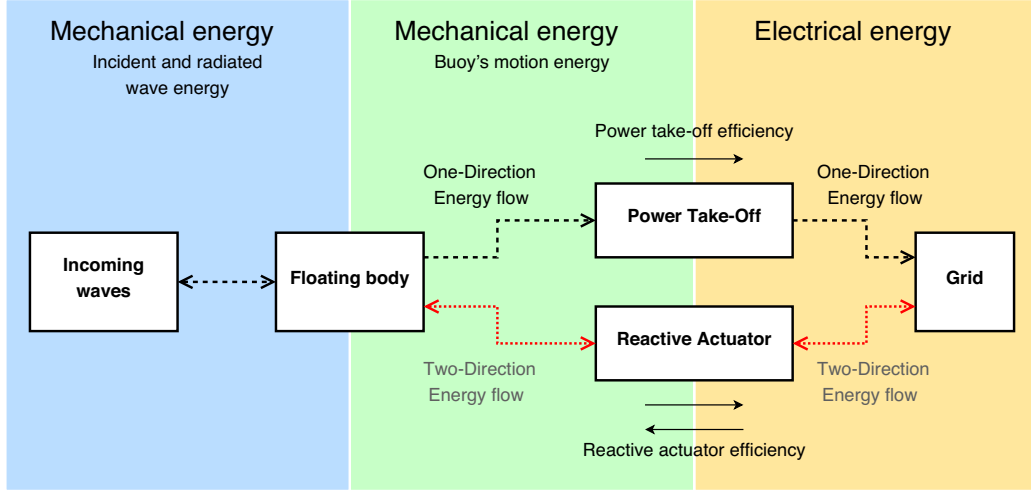 Mechanical energy
Incident and radiated
wave energy
Mechanical energy
Buoy's motion energy
Electrical energy
Power take-off efficiency
One-Direction
Energy flow
One-Direction
Energy flow
Power Take-Off
Incoming
waves
Floating body
Grid
Reactive Actuator
Two-Direction
Energy flow
Two-Direction
Energy flow
Reactive actuator efficiency